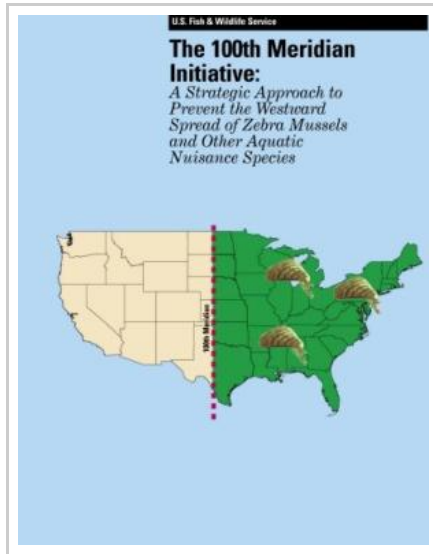 U.S. Fish & Wildlife Service
The 100th Meridian
Initiative:
A Strategic Approach to
Prevent the Westward
Spread of Zebra Mussels
and Other Aquatic
Nuisance Species
100th Meridian